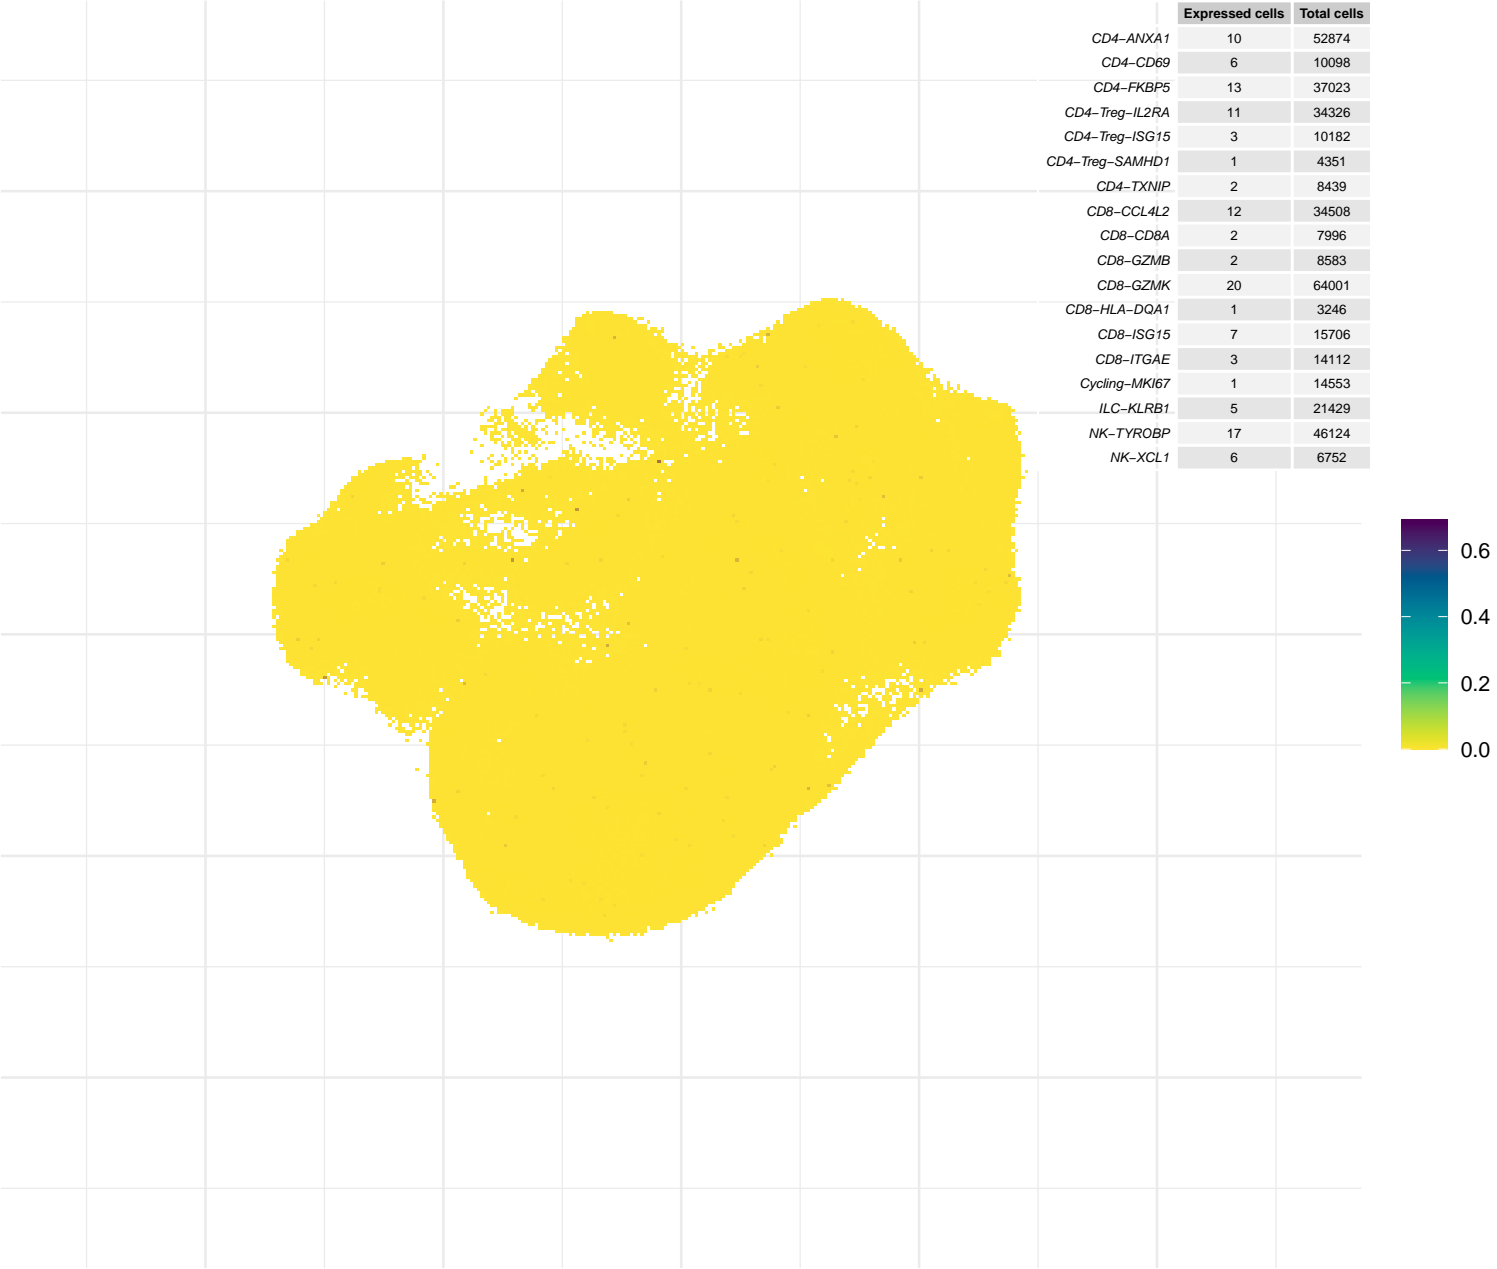 Expressed cells Total cells
CD4−ANXA1 10 52874
CD4−CD69 6 10098
CD4−FKBP5 13 37023
CD4−Treg−IL2RA 11 34326
CD4−Treg−ISG15 3 10182
CD4−Treg−SAMHD1 1 4351
CD4−TXNIP 2 8439
CD8−CCL4L2 12 34508
CD8−CD8A 2 7996
CD8−GZMB 2 8583
CD8−GZMK 20 64001
CD8−HLA−DQA1 1 3246
CD8−ISG15 7 15706
CD8−ITGAE 3 14112
Cycling−MKI67 1 14553
ILC−KLRB1 5 21429
NK−TYROBP 17 46124
NK−XCL1 6 6752
0.6
0.4
0.2
0.0